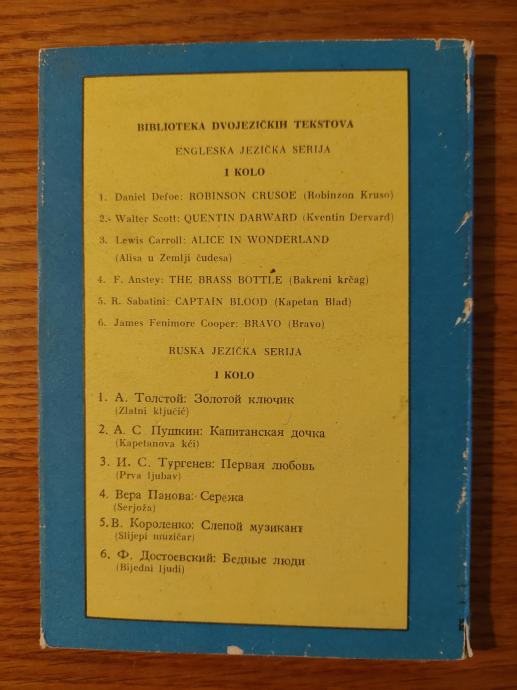 BIBLIOTEKA DVOJEZIČKIH TEKSTOVA
ENGLESKA JEZIČKA SERIJA
I KOLO
1. Daniel Defoe: ROBINSON CRUSOE (Robinzon Kruso)
2. Walter Scott: QUENTIN DARWARD (Kventin Dervard)
3. Lewis Carroll: ALICE IN WONDERLAND
(Alisa u Zemlji čudesa)
4. F. Anstey: THE BRASS BOTTLE (Bakreni krčag)
5. R. Sabatini: CAPTAIN BLOOD (Kapetan Blad)
6. James Fenimore Cooper: BRAVO (Bravo)
RUSKA JEZIČKA SERIJA
I KOLO
1. А. Толстой: Золотой ключик
(Zlatni ključić)
2. А. С Пушкин: Капитанская дочка
(Kapetanova kći)
3. И. С. Тургенев: Первая любовь
(Prva ljubav)
4. Вера Панова: Сережа
(Serjoža)
5. В. Короленко: Слепой музикант
(Slijepi muzičar)
6. Ф. Достоевский: Бедные люди
(Bijedni ljudi)